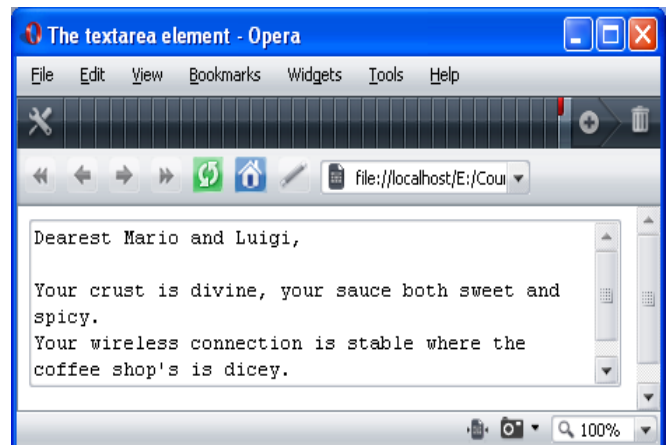 The textarea element - Opera
File Edit View Bookmarks Widgets Tools Help
file://localhost/E:/Cour
Dearest Mario and Luigi,
Your crust is divine, your sauce both sweet and
spicy.
Your wireless connection is stable where the
coffee shop's is dicey.
100%